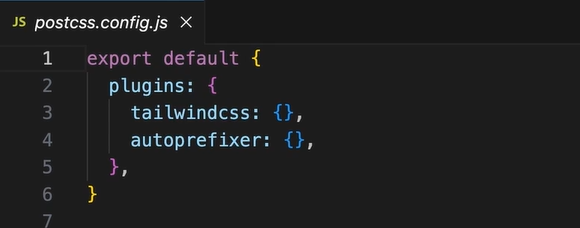 JS postcss.config.js ×
1 export default {
2   plugins: {
3     tailwindcss: {},
4     autoprefixer: {},
5   },
6 }
7